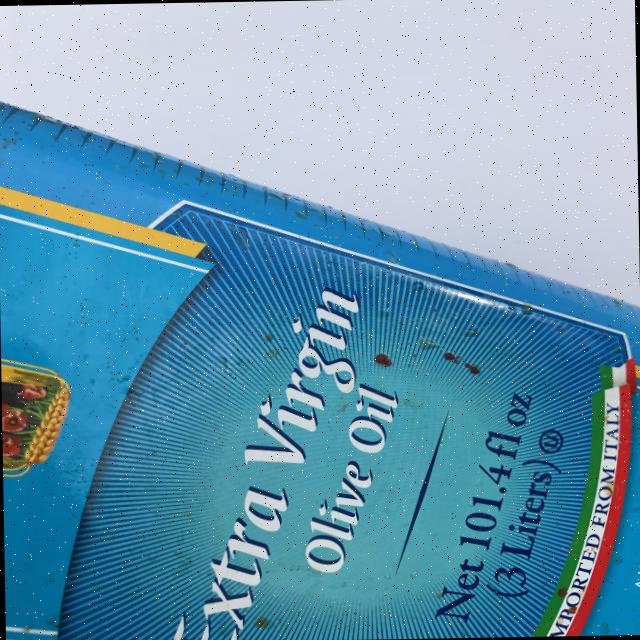 Extra Virgin
Olive Oil
Net 101.4 fl oz
(3 Liters) ®
IMPORTED FROM ITALY